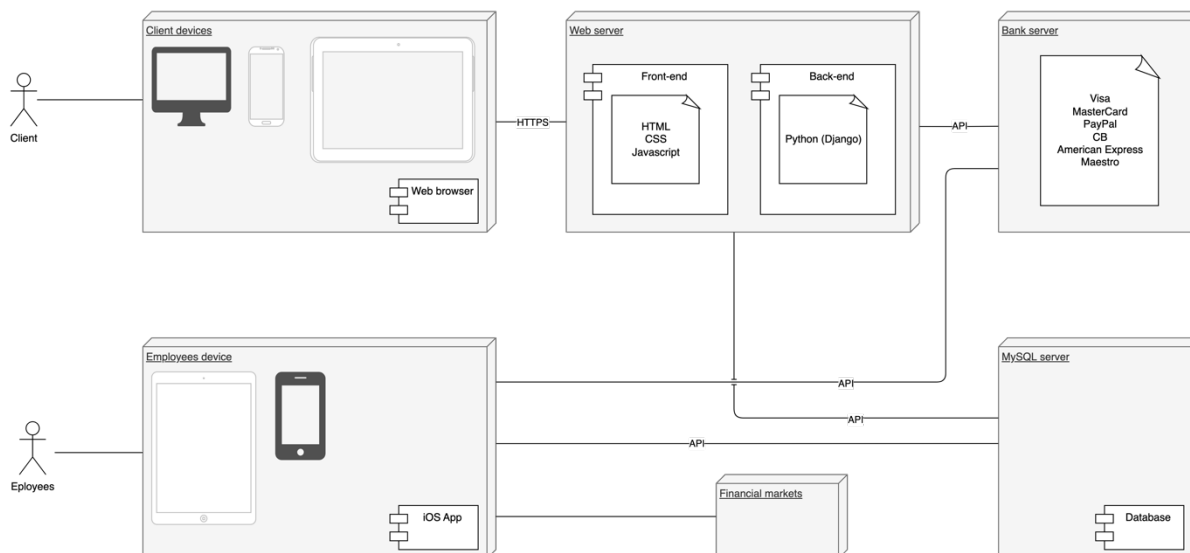 Client devices
Web server
Bank server
Front-end
Back-end
Visa
MasterCard
PayPal
CB
American Express
Maestro
HTML
CSS
Javascript
Python (Django)
HTTPS
API
Client
Web browser
Employees device
MySQL server
API
API
API
Eployees
Financial markets
iOS App
Database